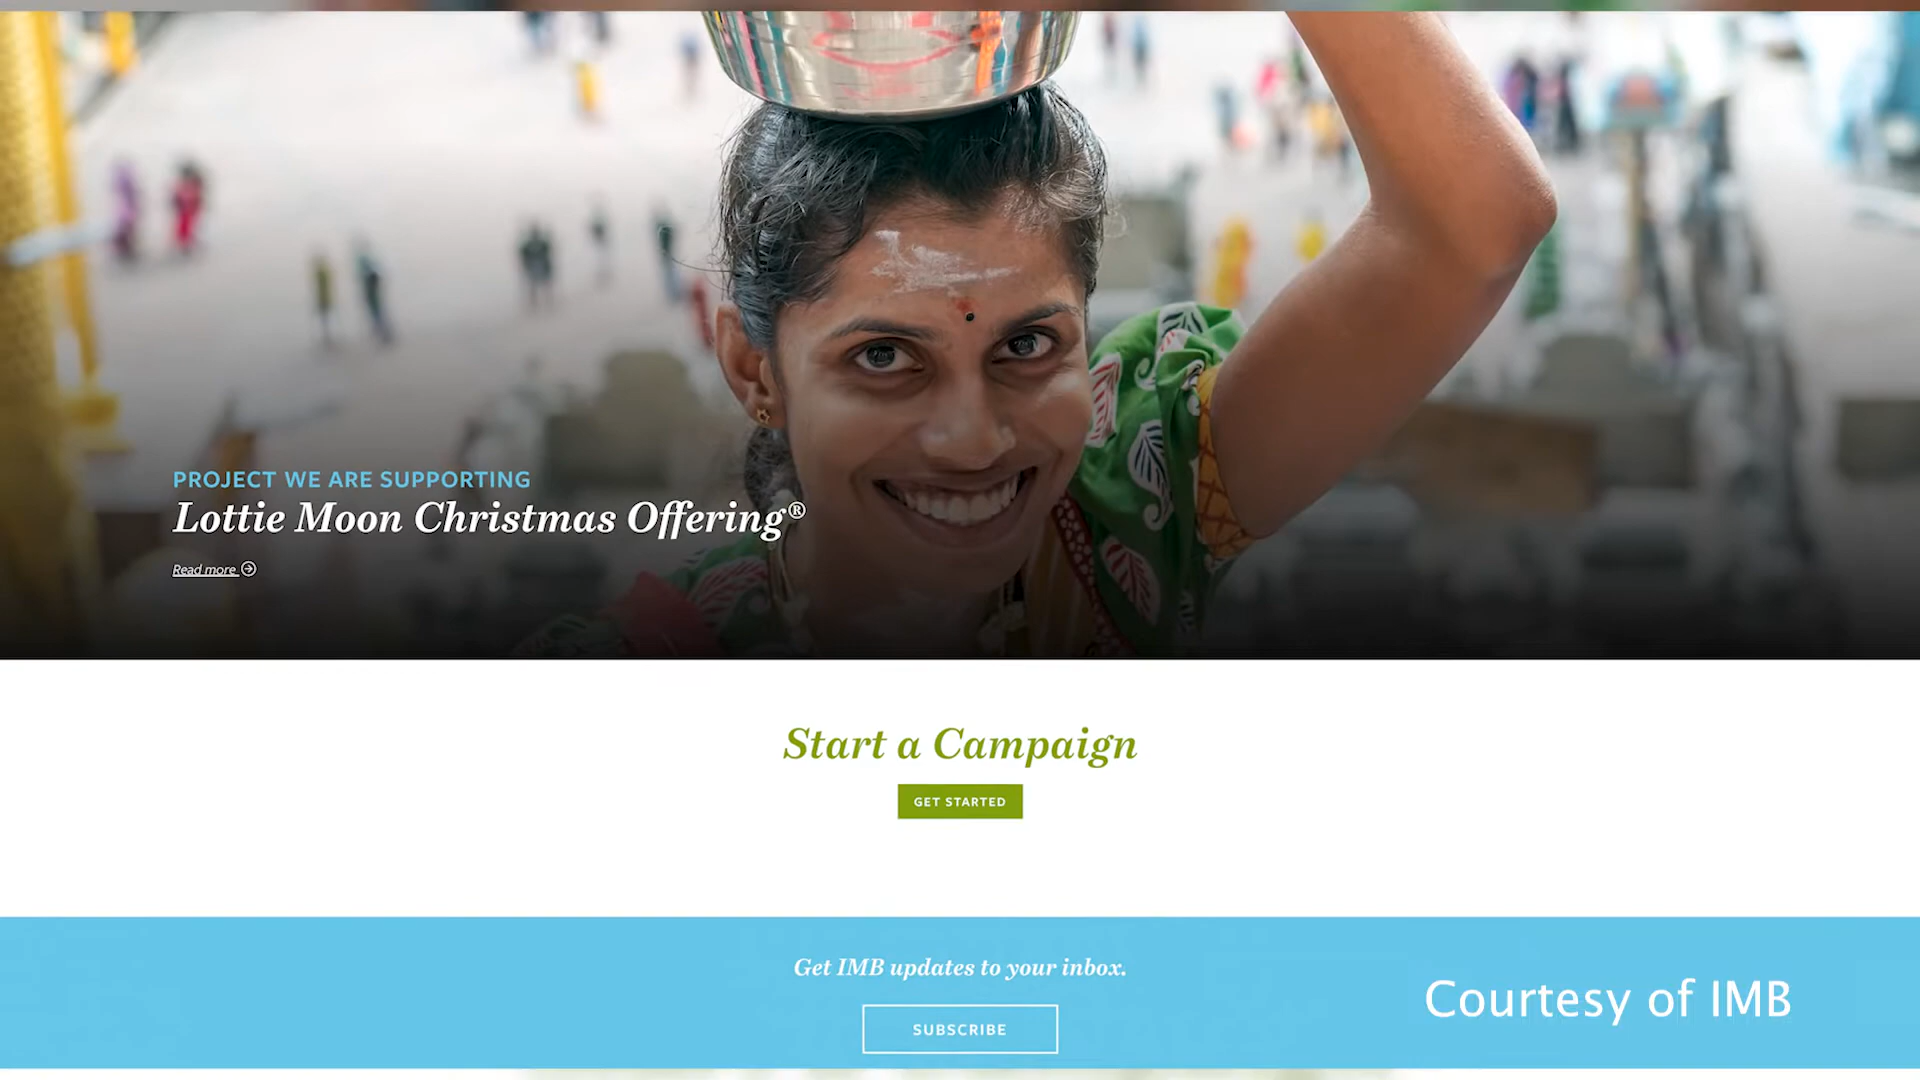 PROJECT WE ARE SUPPORTING
Lottie Moon Christmas Offering®
Read more
Start a Campaign
GET STARTED
Get IMB updates to your inbox.
SUBSCRIBE
Courtesy of IMB